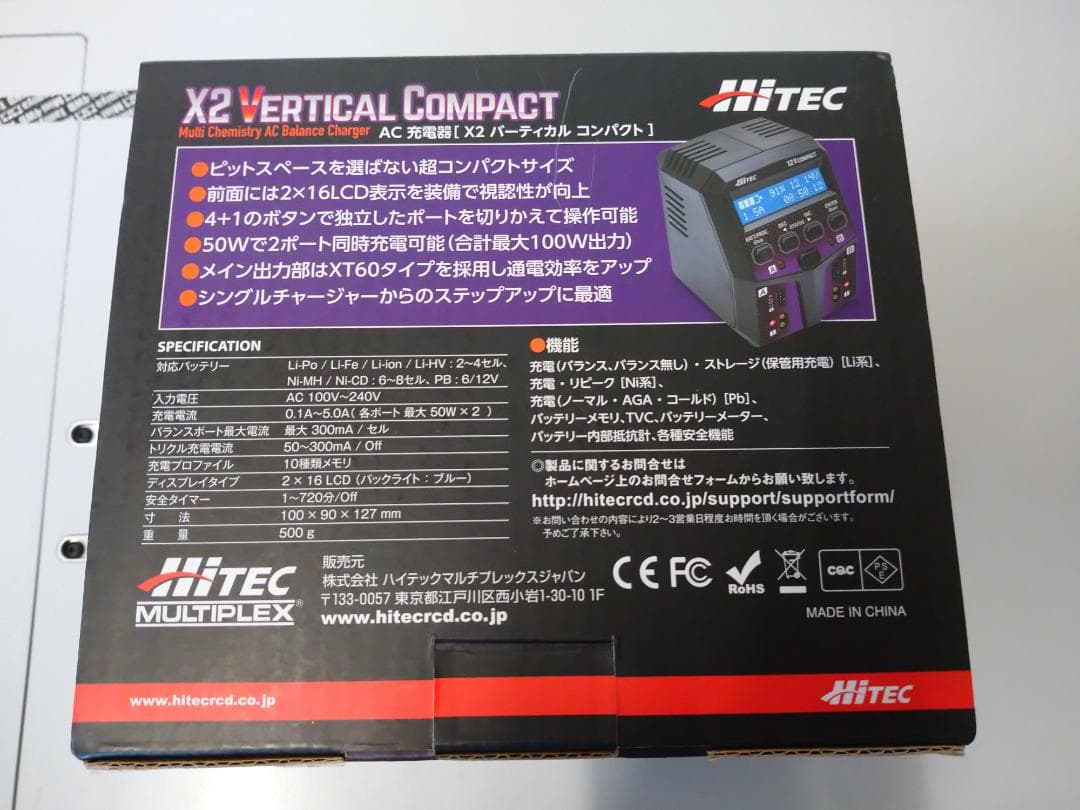 X2 VERTICAL COMPACT
HiTEC
Multi Chemistry AC Balance Charger AC 充電器[ X2 バーティカル コンパクト ]
●ピットスペースを選ばない超コンパクトサイズ
●前面には2×16LCD表示を装備で視認性が向上
●4+1のボタンで独立したポートを切りかえて操作可能
●50Wで2ポート同時充電可能(合計最大100W出力)
●メイン出力部はXT60タイプを採用し通電効率をアップ
●シングルチャージャーからのステップアップに最適
HiTEC
91% 12.14V
1.5A 00:50:12
A
SPECIFICATION
対応バッテリー Li-Po / Li-Fe / Li-ion / Li-HV : 2~4セル、
Ni-MH / Ni-CD : 6~8セル、PB : 6/12V
入力電圧 AC 100V~240V
充電電流 0.1A~5.0A( 各ポート 最大 50W × 2 )
バランスポート最大電流 最大 300mA / セル
トリクル充電電流 50~300mA / Off
充電プロファイル 10種類メモリ
ディスプレイタイプ 2 × 16 LCD (バックライト:ブルー)
安全タイマー 1~720分/Off
寸 法 100 × 90 × 127 mm
重 量 500 g
●機能
充電(バランス、バランス無し)・ストレージ(保管用充電)[Li系]、
充電・リピーク[Ni系]、
充電(ノーマル・AGA・コールド)[Pb]、
バッテリーメモリ、TVC、バッテリーメーター、
バッテリー内部抵抗計、各種安全機能
◎製品に関するお問合せは
ホームページ上のお問合せフォームからお願い致します。
http://hitecrcd.co.jp/support/supportform/
※お問い合わせの内容により2~3営業日程度お時間を頂く場合がございます。
予めご了承下さい。
HiTEC
MULTIPLEX®
販売元
株式会社 ハイテックマルチプレックスジャパン
〒133-0057 東京都江戸川区西小岩1-30-10 1F
www.hitecrcd.co.jp
CE FC RoHS CQC PS E
MADE IN CHINA
www.hitecrcd.co.jp
HiTEC